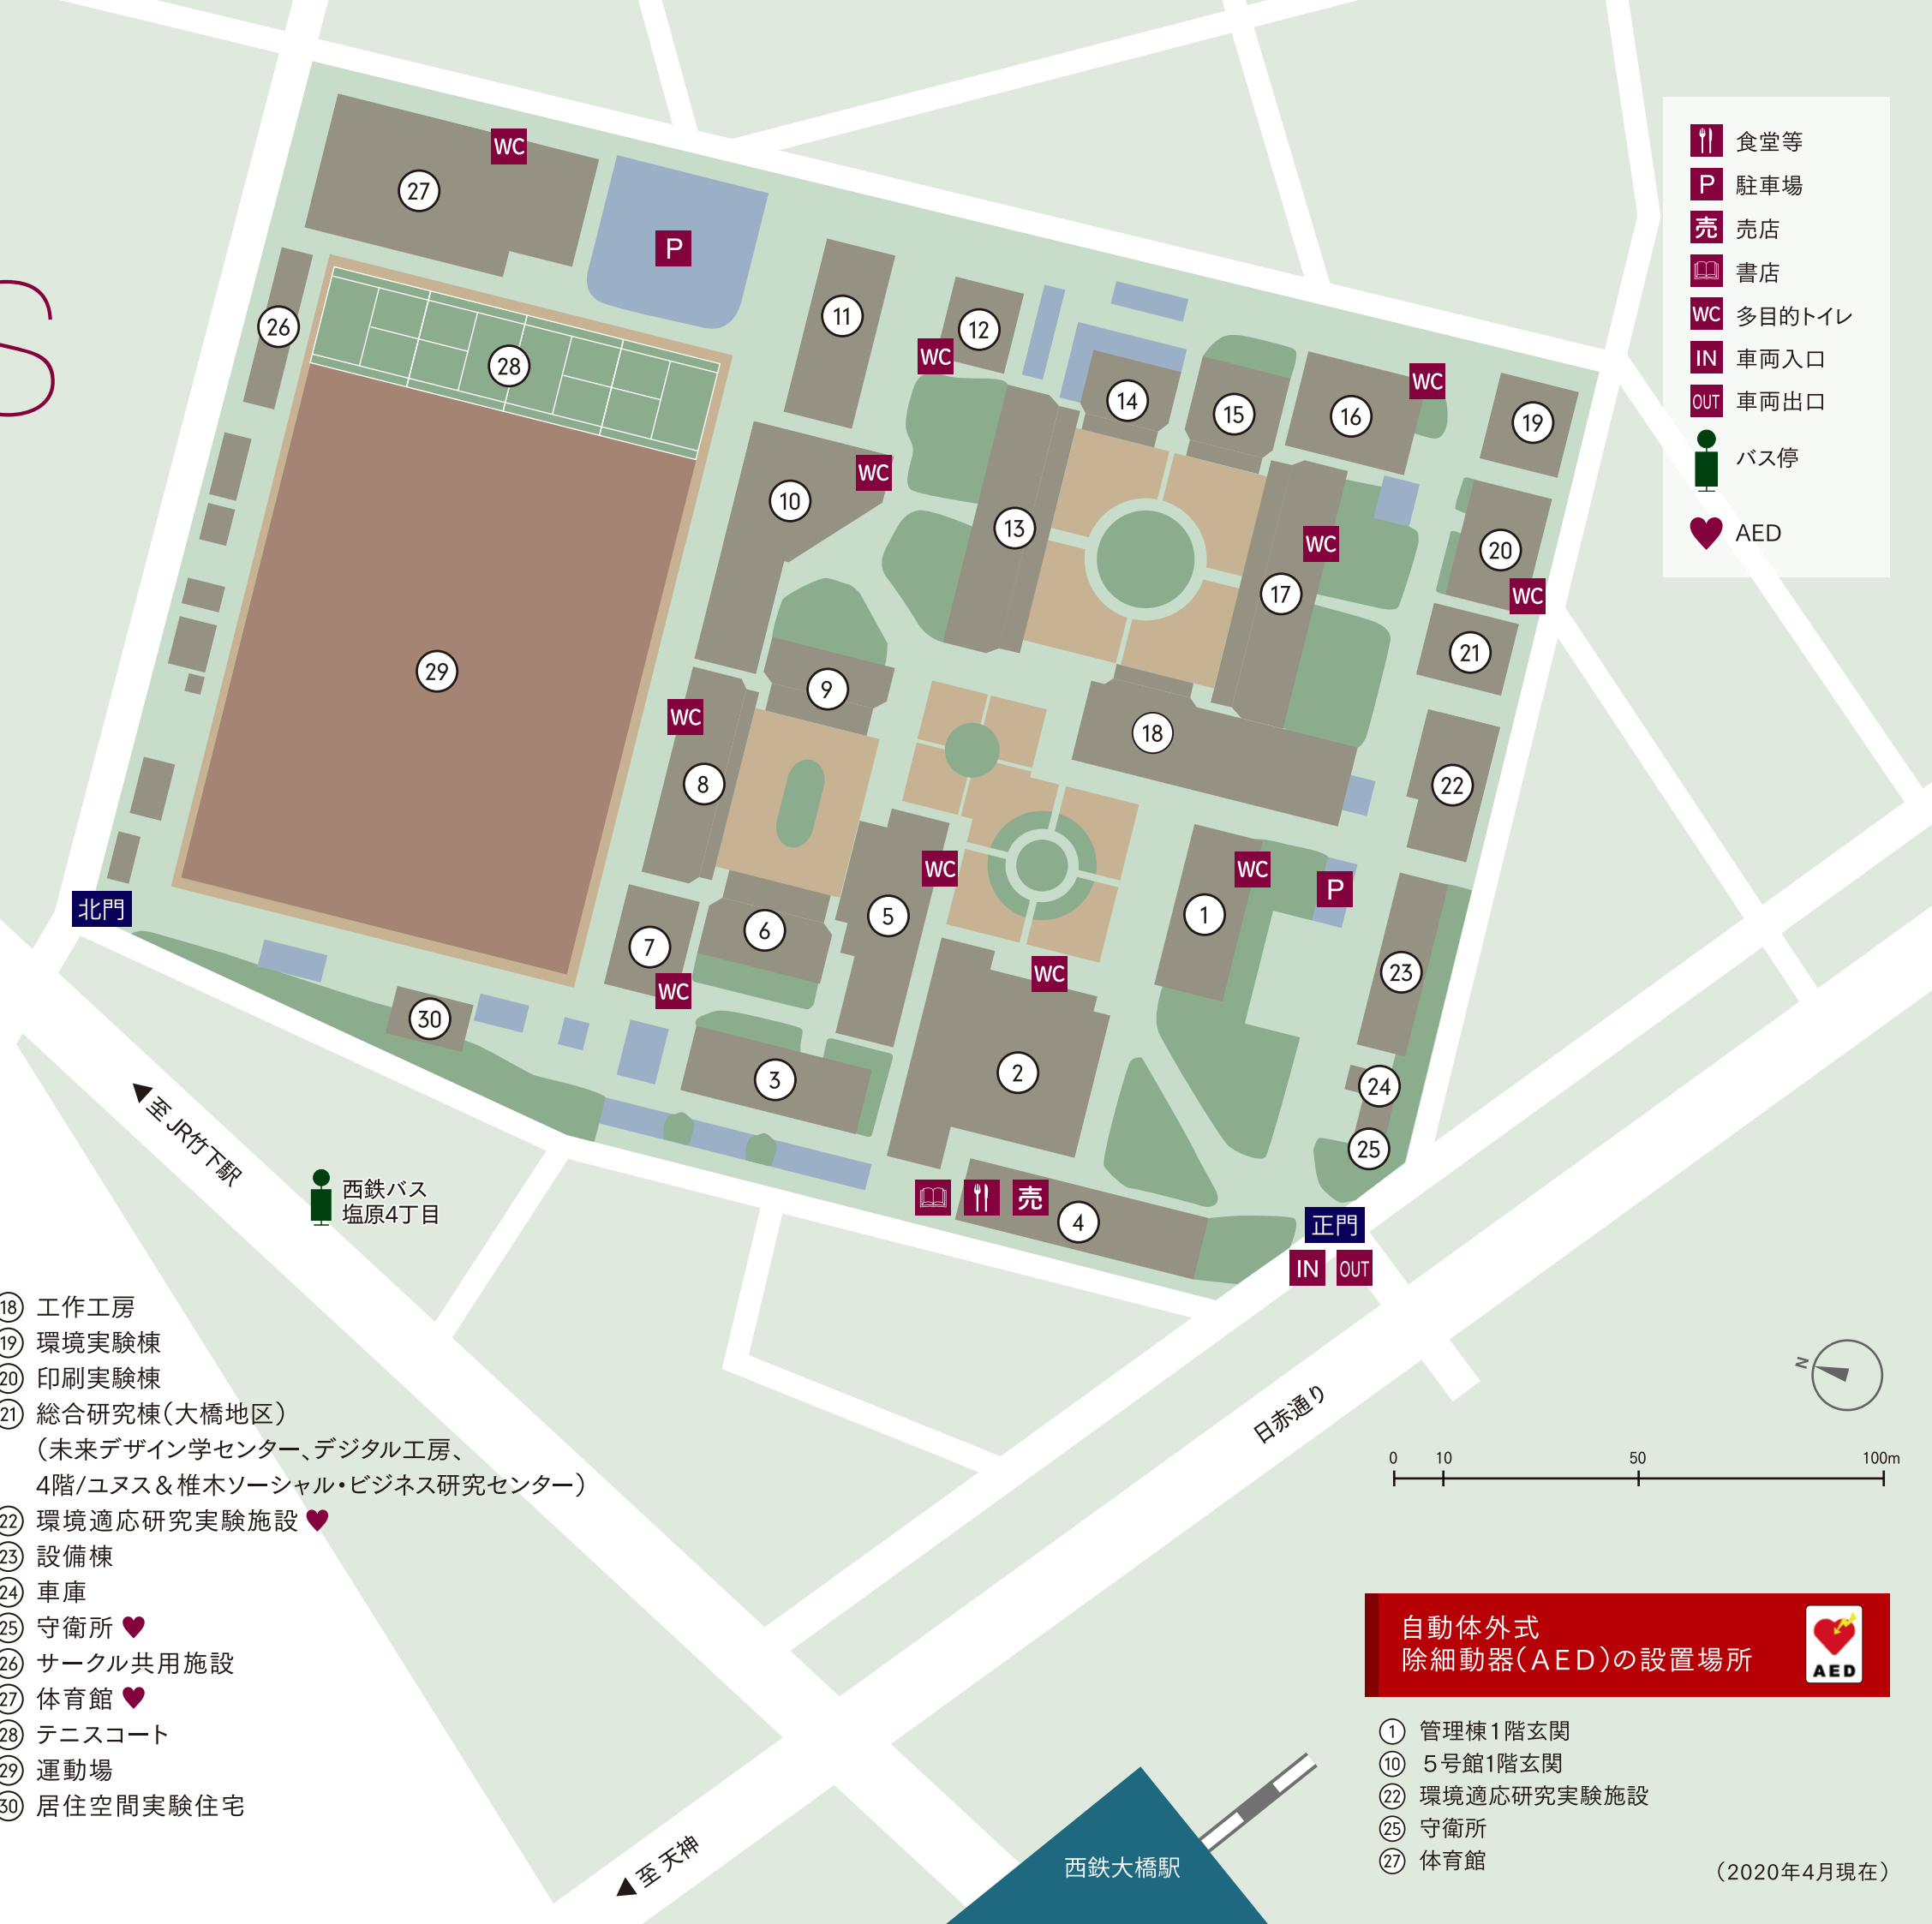 食堂等
P 駐車場
売 売店
書店
WC 多目的トイレ
IN 車両入口
OUT 車両出口
バス停
AED
WC
27
P
26
28
11
12
WC
14
15
16
WC
19
10
WC
13
17
WC
20
WC
21
29
9
18
WC
8
22
WC
5
WC
P
1
北門
7
6
WC
WC
23
30
3
2
24
25
売
4
正門
IN OUT
至 JR竹下駅
西鉄バス
塩原4丁目
日赤通り
至 天神
西鉄大橋駅
N
0 10 50 100m
18 工作工房
19 環境実験棟
20 印刷実験棟
21 総合研究棟（大橋地区）
（未来デザイン学センター、デジタル工房、
4階/ユヌス＆椎木ソーシャル・ビジネス研究センター）
22 環境適応研究実験施設
23 設備棟
24 車庫
25 守衛所
26 サークル共用施設
27 体育館
28 テニスコート
29 運動場
30 居住空間実験住宅
自動体外式
除細動器（AED）の設置場所
AED
1 管理棟1階玄関
10 5号館1階玄関
22 環境適応研究実験施設
25 守衛所
27 体育館
（2020年4月現在）